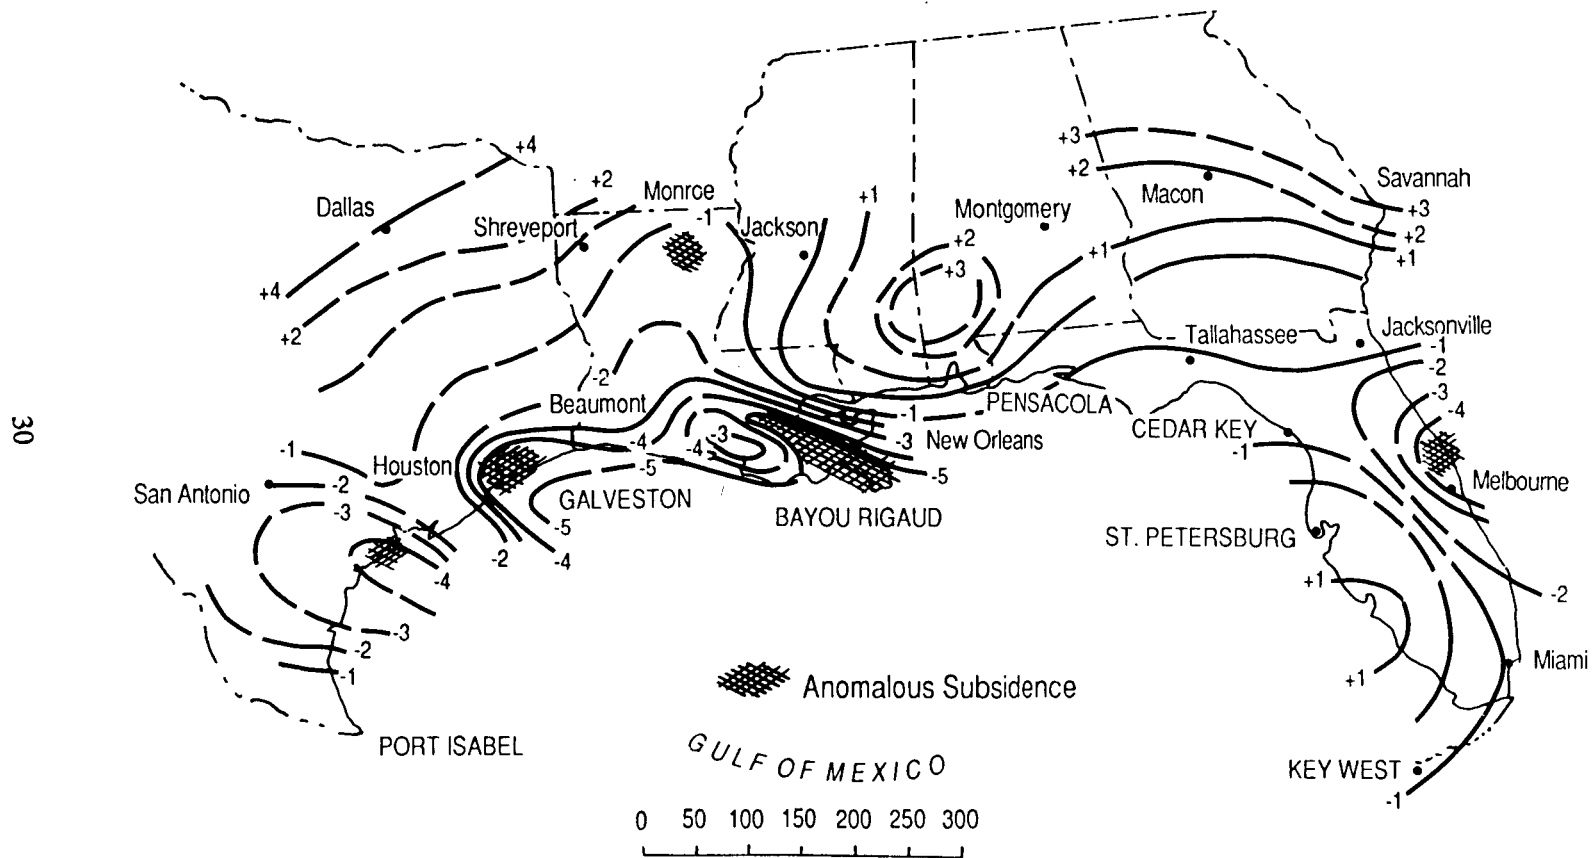 +4
+2
Monroe
Dallas
Shreveport
-1
Jackson
+1
Montgomery
+2
+3
+3
+2
Macon
Savannah
+3
+2
+1
+1
+4
+2
Tallahassee
Jacksonville
-1
-2
-3
-4
-2
Beaumont
PENSACOLA
CEDAR KEY
-1
-1
-3
New Orleans
-5
-3
-4
-4
-5
30
-1
Houston
San Antonio
-2
-3
GALVESTON
BAYOU RIGAUD
Melbourne
ST. PETERSBURG
-5
-4
-2
-4
-3
-2
-1
+1
-2
+1
Miami
Anomalous Subsidence
PORT ISABEL
GULF OF MEXICO
KEY WEST
-1
0 50 100 150 200 250 300